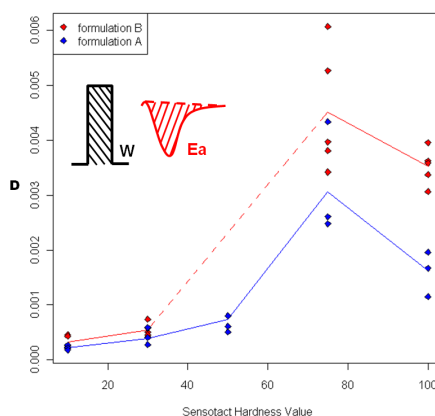 formulation B
formulation A
0.006
0.005
0.004
0.003
0.002
0.001
0.000
D
W
Ea
20 40 60 80 100
Sensotact Hardness Value